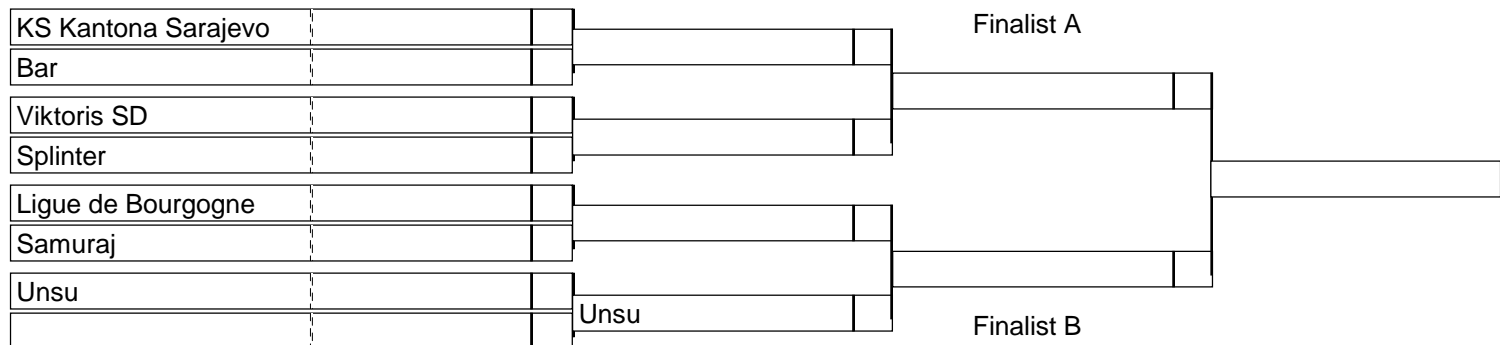 KS Kantona Sarajevo
Bar
Viktoris SD
Splinter
Ligue de Bourgogne
Samuraj
Unsu
Unsu
Finalist A
Finalist B